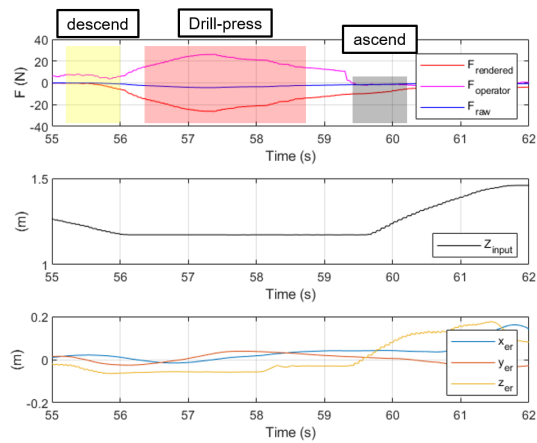 descend
Drill-press
ascend
40
20
0
-20
-40
F (N)
F_rendered
F_operator
F_raw
55 56 57 58 59 60 61 62
Time (s)
1.5
1
(m)
Z_input
55 56 57 58 59 60 61 62
Time (s)
0.2
0
-0.2
(m)
x_er
y_er
z_er
55 56 57 58 59 60 61 62
Time (s)